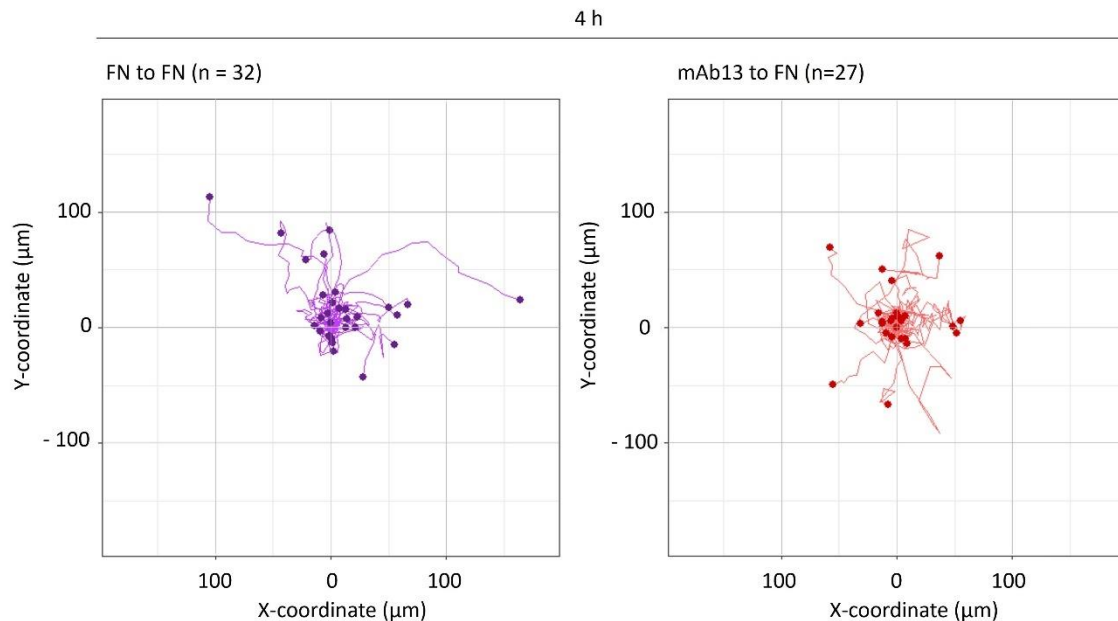 4 h
FN to FN (n = 32)
mAb13 to FN (n=27)
Y-coordinate (µm)
100
0
- 100
100
0
100
X-coordinate (µm)
Y-coordinate (µm)
100
0
- 100
100
0
100
X-coordinate (µm)